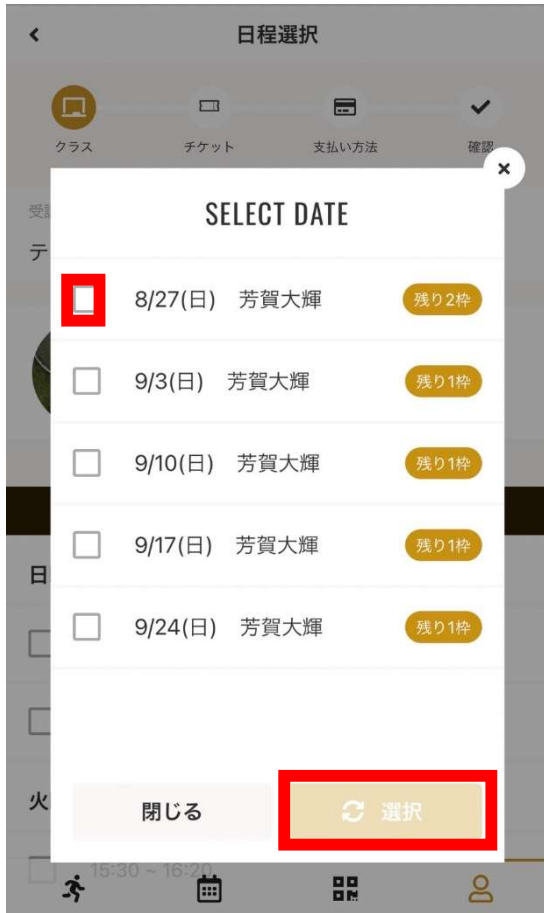 日程選択
クラス
チケット
支払い方法
確認
受
SELECT DATE
テ
8/27(日) 芳賀大輝 残り2枠
9/3(日) 芳賀大輝 残り1枠
9/10(日) 芳賀大輝 残り1枠
9/17(日) 芳賀大輝 残り1枠
日
9/24(日) 芳賀大輝 残り1枠
火
閉じる
選択
15:30 ~ 16:20